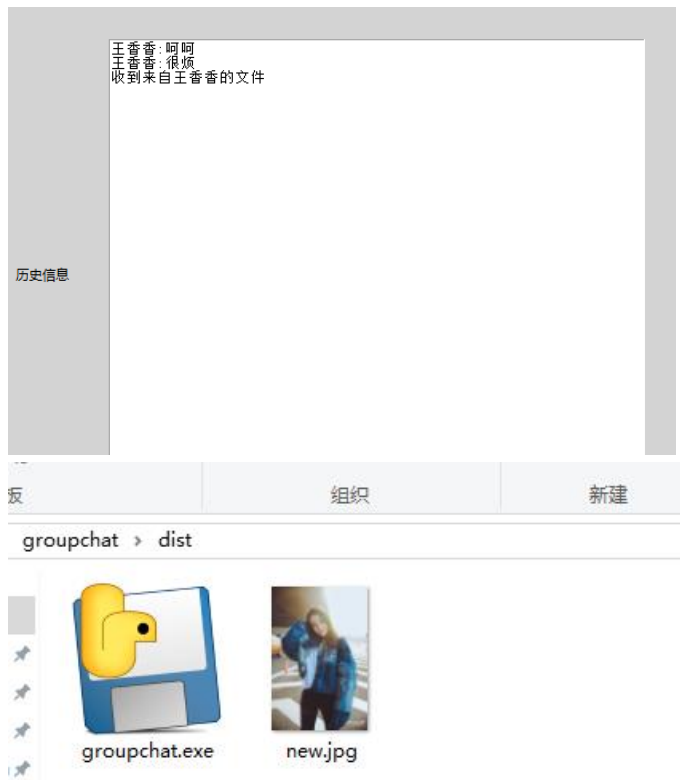 王香香:呵呵
王香香:很烦
收到来自王香香的文件
历史信息
板
组织
新建
groupchat › dist
groupchat.exe
new.jpg